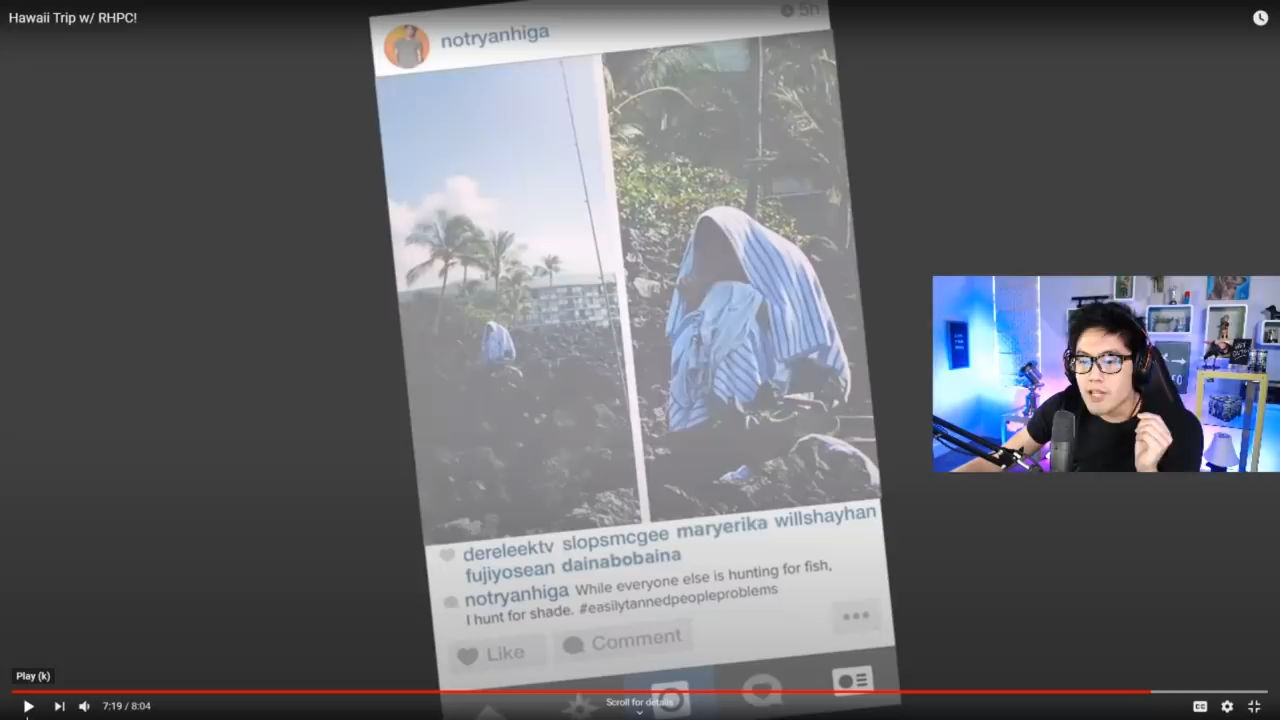 Hawaii Trip w/ RHPC!
notryanhiga
5h
dereleektv slopsmcgee maryerika willshayhan
fujiyosean dainabobaina
notryanhiga While everyone else is hunting for fish,
I hunt for shade. #easilytannedpeopleproblems
Like
Comment
Play (k)
7:19 / 8:04
Scroll for details
CC